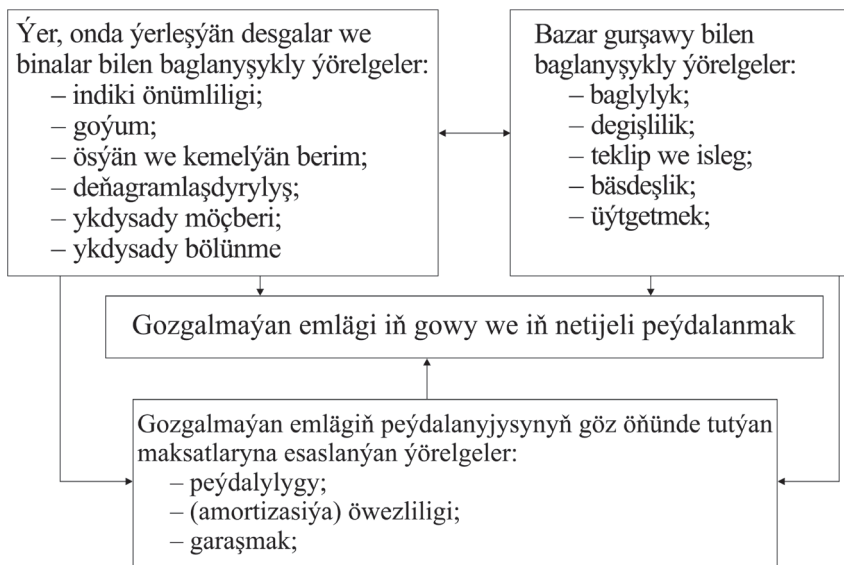 Ýer, onda ýerleşýän desgalar we
binalar bilen baglanyşykly ýörelgeler:
– indiki önümliligi;
– goýum;
– ösýän we kemelýän berim;
– deňagramlaşdyrylyş;
– ykdysady möçberi;
– ykdysady bölünme
Bazar gurşawy bilen
baglanyşykly ýörelgeler:
– baglylyk;
– degişlilik;
– teklip we isleg;
– bäsdeşlik;
– üýtgetmek;
Gozgalmaýan emlägi iň gowy we iň netijeli peýdalanmak
Gozgalmaýan emlägiň peýdalanyjysynyň göz öňünde tutýan
maksatlaryna esaslanýan ýörelgeler:
– peýdalylygy;
– (amortizasiýa) öwezliligi;
– garaşmak;